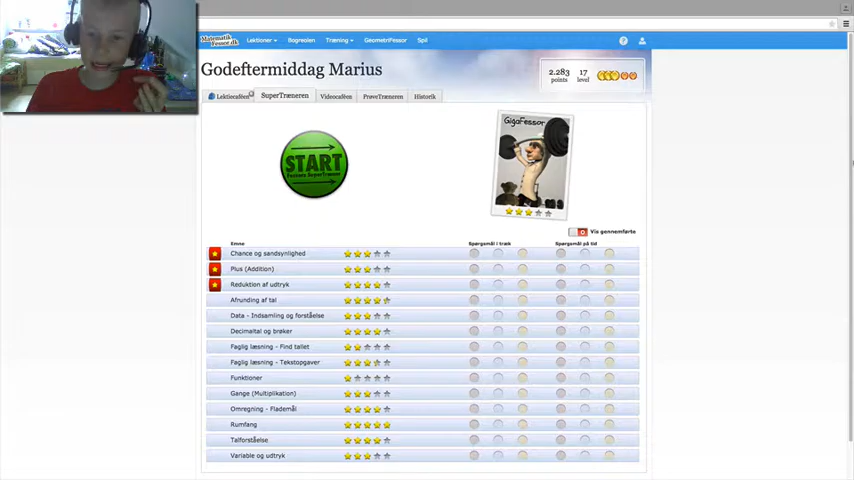 Matematik
Fessor.dk
Lektioner
Bogreolen
Træning
GeometriFessor
Spil
?
Godeftermiddag Marius
2.283
points
17
level
Lektiecaféen
SuperTræneren
Videocaféen
PrøveTræneren
Historik
START
Fessors SuperTræner
GigaFessor
Vis gennemførte
Emne
Spørgsmål i træk
Spørgsmål på tid
Chance og sandsynlighed
Plus (Addition)
Reduktion af udtryk
Afrunding af tal
Data - Indsamling og forståelse
Decimaltal og brøker
Faglig læsning - Find tallet
Faglig læsning - Tekstopgaver
Funktioner
Gange (Multiplikation)
Omregning - Flademål
Rumfang
Talforståelse
Variable og udtryk